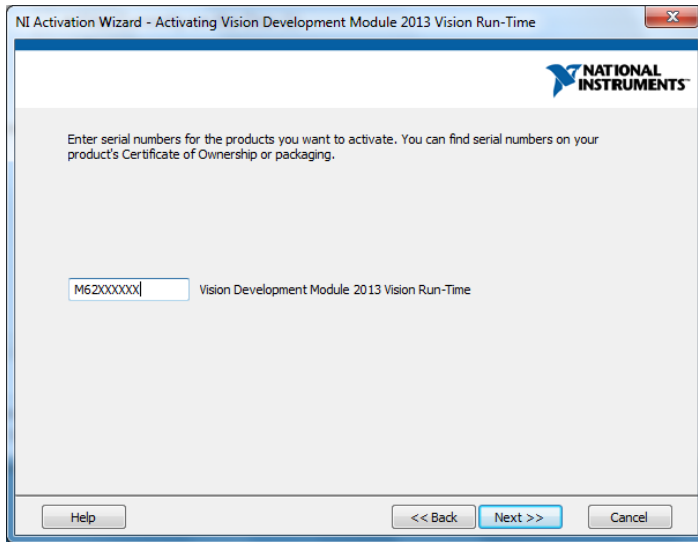 NI Activation Wizard - Activating Vision Development Module 2013 Vision Run-Time
NATIONAL
INSTRUMENTS™
Enter serial numbers for the products you want to activate. You can find serial numbers on your
product's Certificate of Ownership or packaging.
M62XXXXXX Vision Development Module 2013 Vision Run-Time
Help << Back Next >> Cancel